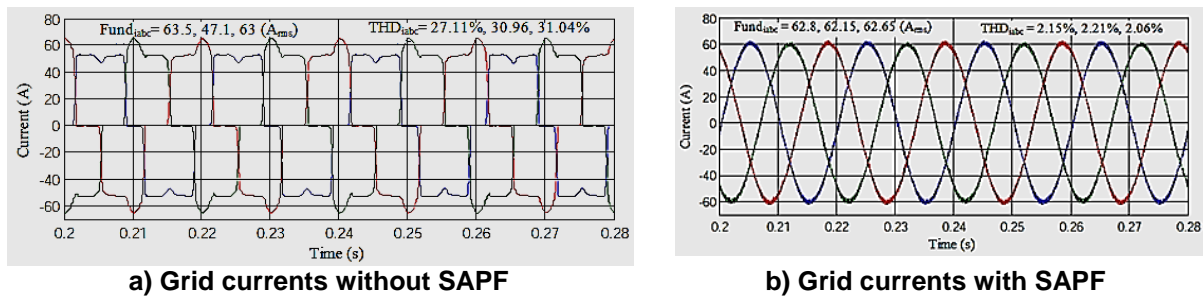 Fund_iabc= 63.5, 47.1, 63 (A_rms)
THD_iabc= 27.11%, 30.96, 31.04%
80
60
40
20
0
-20
-40
-60
Current (A)
0.2 0.21 0.22 0.23 0.24 0.25 0.26 0.27 0.28
Time (s)
a) Grid currents without SAPF
Fund_iabc= 62.8, 62.15, 62.65 (A_rms)
THD_iabc= 2.15%, 2.21%, 2.06%
80
60
40
20
0
-20
-40
-60
Current (A)
0.2 0.21 0.22 0.23 0.24 0.25 0.26 0.27 0.28
Time (s)
b) Grid currents with SAPF